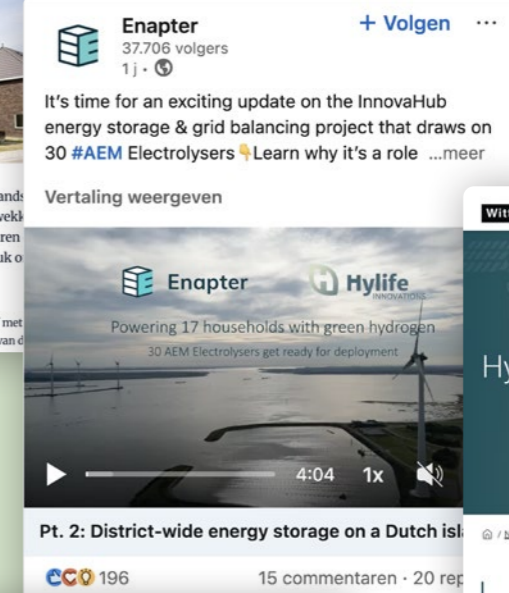 Enapter
+ Volgen
37.706 volgers
1 j •
It's time for an exciting update on the InnovaHub
energy storage & grid balancing project that draws on
30 #AEM Electrolysers 👇Learn why it's a role ...meer
Vertaling weergeven
Enapter
Hylife
INNOVATIONS
Powering 17 households with green hydrogen
30 AEM Electrolysers get ready for deployment
4:04 1x
Pt. 2: District-wide energy storage on a Dutch isl
196
15 commentaren · 20 rep
met
Hy